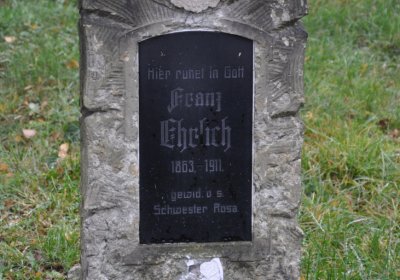 Hier ruhet in Gott
Franz
Ehrlich
1863.-1911.
gewid. v. s.
Schwester Rosa